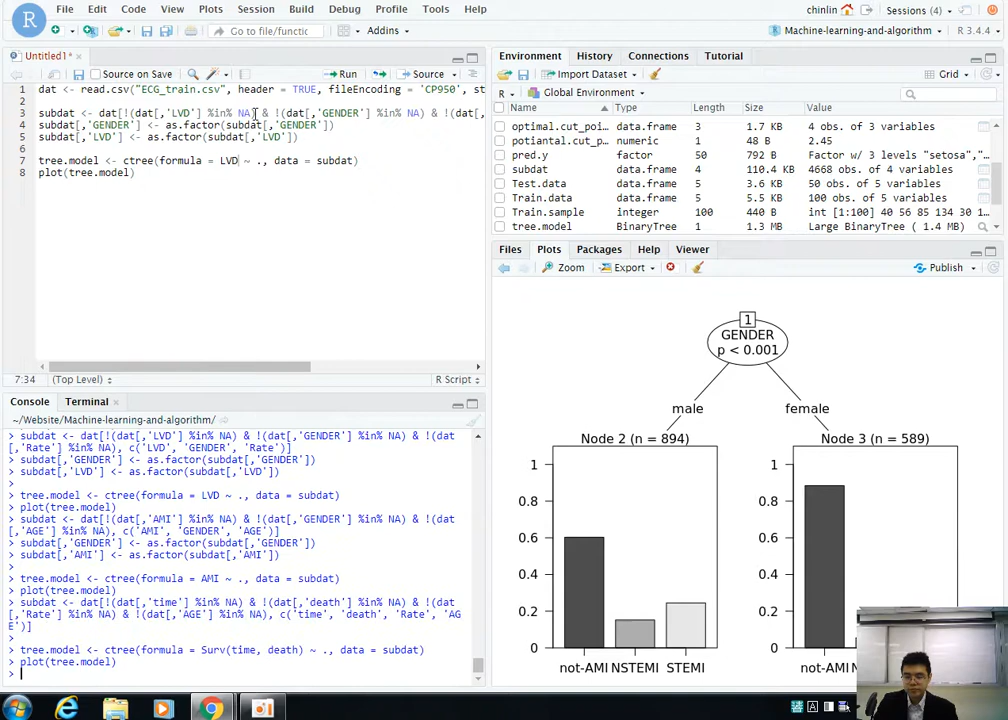 File Edit Code View Plots Session Build Debug Profile Tools Help
chinlin Sessions (4)
Go to file/functic Addins
Machine-learning-and-algorithm R 3.4.4
Untitled1*
Source on Save Run Source
1 dat <- read.csv("ECG_train.csv", header = TRUE, fileEncoding = 'CP950',
2
3 subdat <- dat[!(dat[,'LVD'] %in% NA) & !(dat[,'GENDER'] %in% NA) & !(dat[,
4 subdat[,'GENDER'] <- as.factor(subdat[,'GENDER'])
5 subdat[,'LVD'] <- as.factor(subdat[,'LVD'])
6
7 tree.model <- ctree(formula = LVD ~ ., data = subdat)
8 plot(tree.model)
7:34 (Top Level) R Script
Console Terminal
~/Website/Machine-learning-and-algorithm/
> subdat <- dat[!(dat[,'LVD'] %in% NA) & !(dat[,'GENDER'] %in% NA) & !(dat
[,'Rate'] %in% NA), c('LVD', 'GENDER', 'Rate')]
> subdat[,'GENDER'] <- as.factor(subdat[,'GENDER'])
> subdat[,'LVD'] <- as.factor(subdat[,'LVD'])
>
> tree.model <- ctree(formula = LVD ~ ., data = subdat)
> plot(tree.model)
> subdat <- dat[!(dat[,'AMI'] %in% NA) & !(dat[,'GENDER'] %in% NA) & !(dat
[,'AGE'] %in% NA), c('AMI', 'GENDER', 'AGE')]
> subdat[,'GENDER'] <- as.factor(subdat[,'GENDER'])
> subdat[,'AMI'] <- as.factor(subdat[,'AMI'])
>
> tree.model <- ctree(formula = AMI ~ ., data = subdat)
> plot(tree.model)
> subdat <- dat[!(dat[,'time'] %in% NA) & !(dat[,'death'] %in% NA) & !(dat
[,'Rate'] %in% NA) & !(dat[,'AGE'] %in% NA), c('time', 'death', 'Rate', 'AG
E')]
>
> tree.model <- ctree(formula = Surv(time, death) ~ ., data = subdat)
> plot(tree.model)
>
Environment History Connections Tutorial
Import Dataset Grid
R Global Environment
Name Type Length Size Value
optimal.cut_poi… data.frame 3 1.7 KB 4 obs. of 3 variables
potiantal.cut_p… numeric 1 48 B 2.45
pred.y factor 50 792 B Factor w/ 3 levels "setosa",
subdat data.frame 4 110.4 KB 4668 obs. of 4 variables
Test.data data.frame 5 3.6 KB 50 obs. of 5 variables
Train.data data.frame 5 5.5 KB 100 obs. of 5 variables
Train.sample integer 100 440 B int [1:100] 40 56 85 134 30 1
tree.model BinaryTree 1 1.3 MB Large BinaryTree ( 1.4 MB)
Files Plots Packages Help Viewer
Zoom Export Publish
1
GENDER
p < 0.001
male female
Node 2 (n = 894) Node 3 (n = 589)
1 1
0.8 0.8
0.6 0.6
0.4 0.4
0.2 0.2
0 0
not-AMI NSTEMI STEMI not-AMI